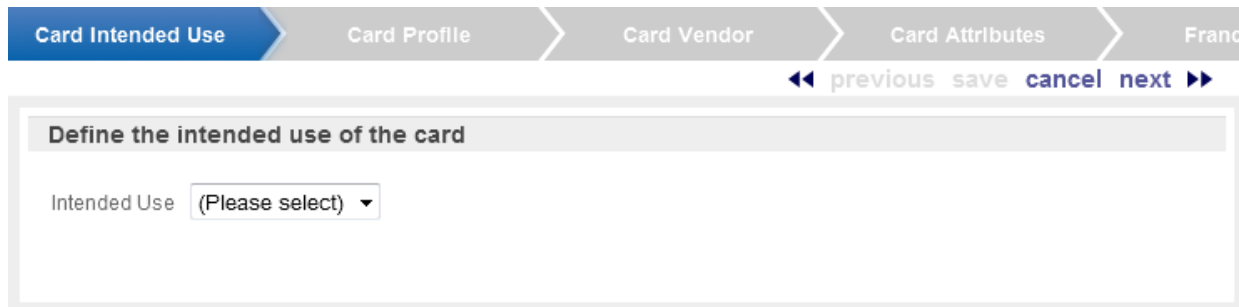 Card Intended Use Card Profile Card Vendor Card Attributes Franc
previous save cancel next
Define the intended use of the card
Intended Use (Please select)